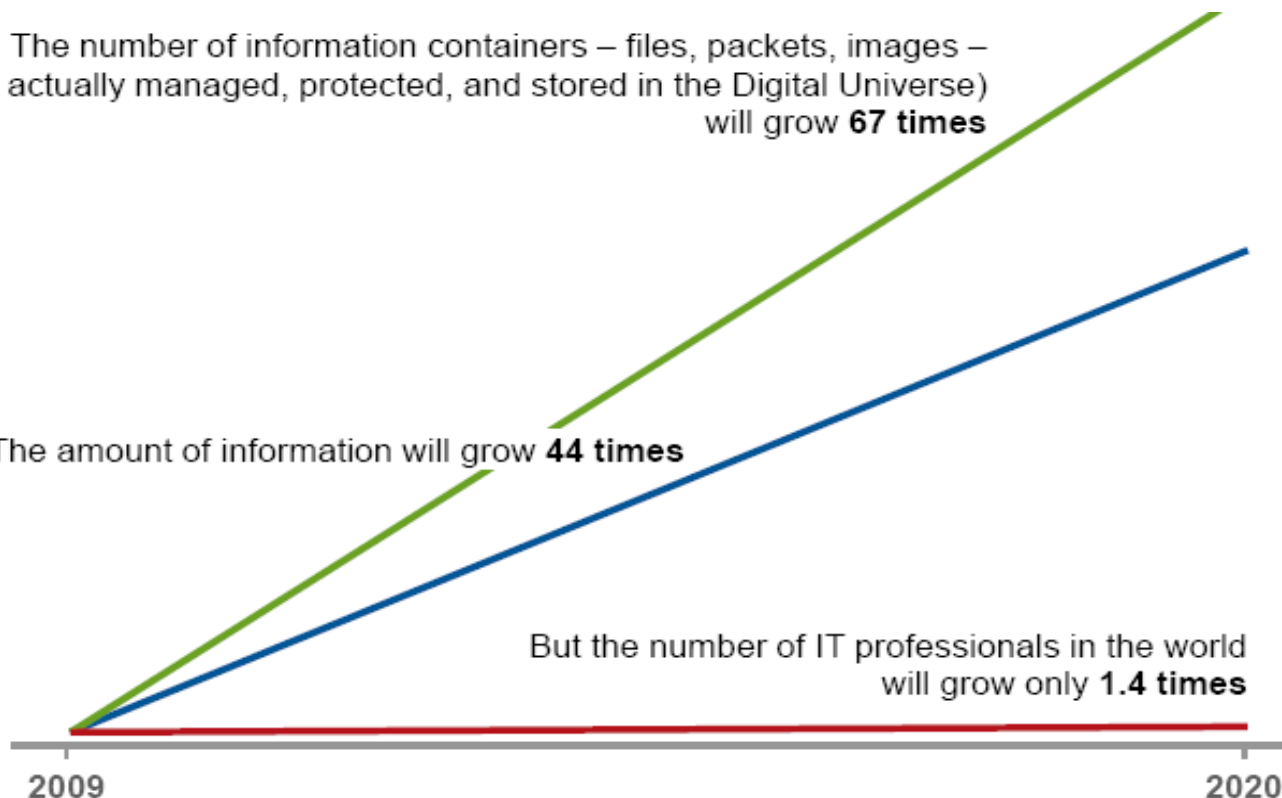 The number of information containers – files, packets, images –
actually managed, protected, and stored in the Digital Universe)
will grow 67 times
The amount of information will grow 44 times
But the number of IT professionals in the world
will grow only 1.4 times
2009 2020